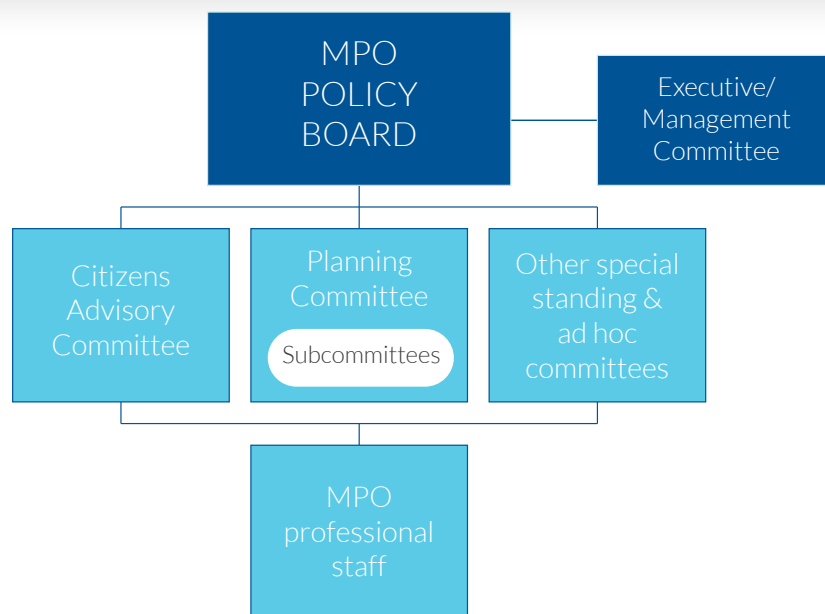 MPO
POLICY
BOARD
Executive/
Management
Committee
Citizens
Advisory
Committee
Planning
Committee
Subcommittees
Other special
standing &
ad hoc
committees
MPO
professional
staff